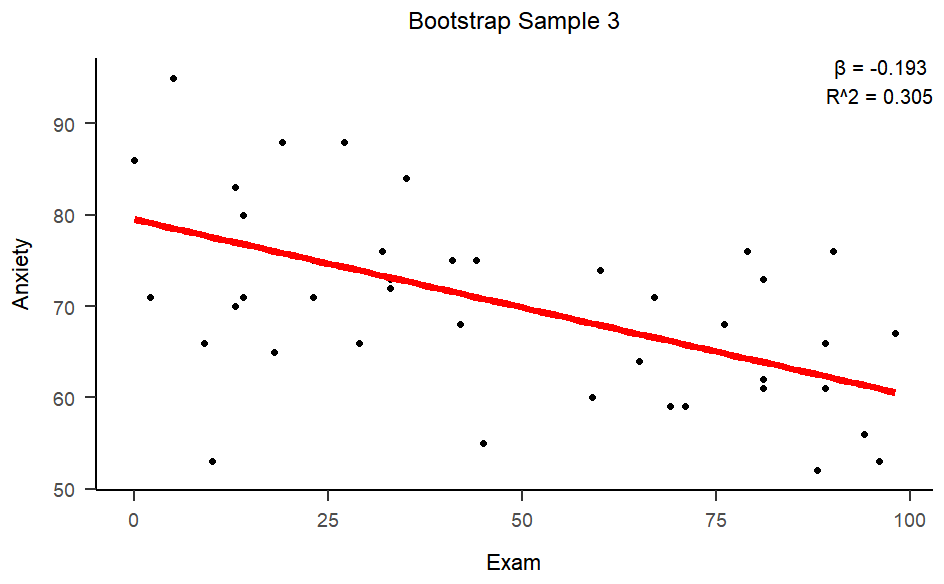 Bootstrap Sample 3
β = -0.193
R^2 = 0.305
90
80
70
60
50
Anxiety
0 25 50 75 100
Exam